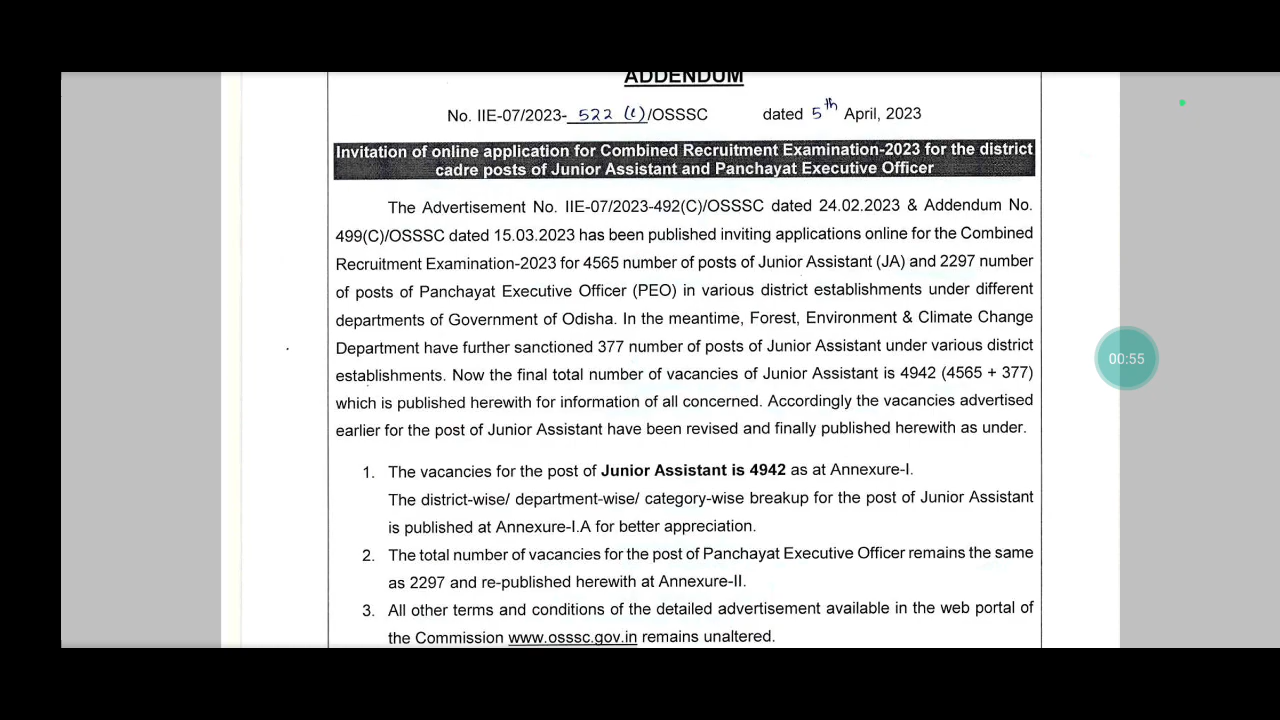 ADDENDUM
No. IIE-07/2023- 522 (C)/OSSSC dated 5th April, 2023
Invitation of online application for Combined Recruitment Examination-2023 for the district
cadre posts of Junior Assistant and Panchayat Executive Officer
The Advertisement No. IIE-07/2023-492(C)/OSSSC dated 24.02.2023 & Addendum No.
499(C)/OSSSC dated 15.03.2023 has been published inviting applications online for the Combined
Recruitment Examination-2023 for 4565 number of posts of Junior Assistant (JA) and 2297 number
of posts of Panchayat Executive Officer (PEO) in various district establishments under different
departments of Government of Odisha. In the meantime, Forest, Environment & Climate Change
Department have further sanctioned 377 number of posts of Junior Assistant under various district
establishments. Now the final total number of vacancies of Junior Assistant is 4942 (4565 + 377)
which is published herewith for information of all concerned. Accordingly the vacancies advertised
earlier for the post of Junior Assistant have been revised and finally published herewith as under.
1. The vacancies for the post of Junior Assistant is 4942 as at Annexure-I.
The district-wise/ department-wise/ category-wise breakup for the post of Junior Assistant
is published at Annexure-I.A for better appreciation.
2. The total number of vacancies for the post of Panchayat Executive Officer remains the same
as 2297 and re-published herewith at Annexure-II.
3. All other terms and conditions of the detailed advertisement available in the web portal of
the Commission www.osssc.gov.in remains unaltered.
00:55